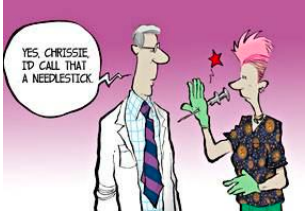 YES, CHRISSIE,
I'D CALL THAT
A NEEDLESTICK.